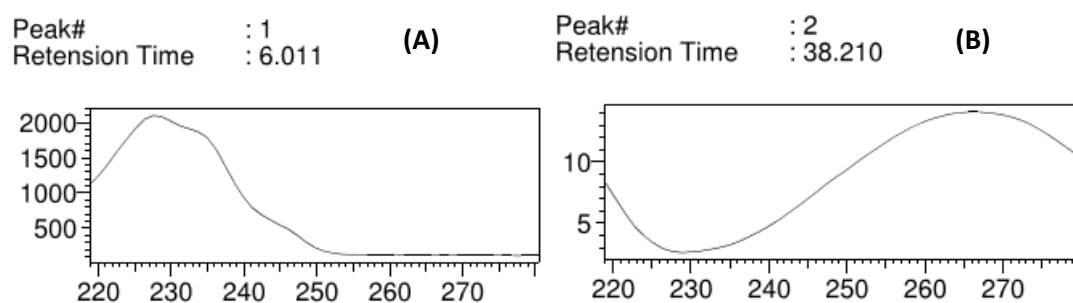 Peak# : 1 (A)
Retension Time : 6.011
2000
1500
1000
500
220 230 240 250 260 270
Peak# : 2 (B)
Retension Time : 38.210
10
5
220 230 240 250 260 270